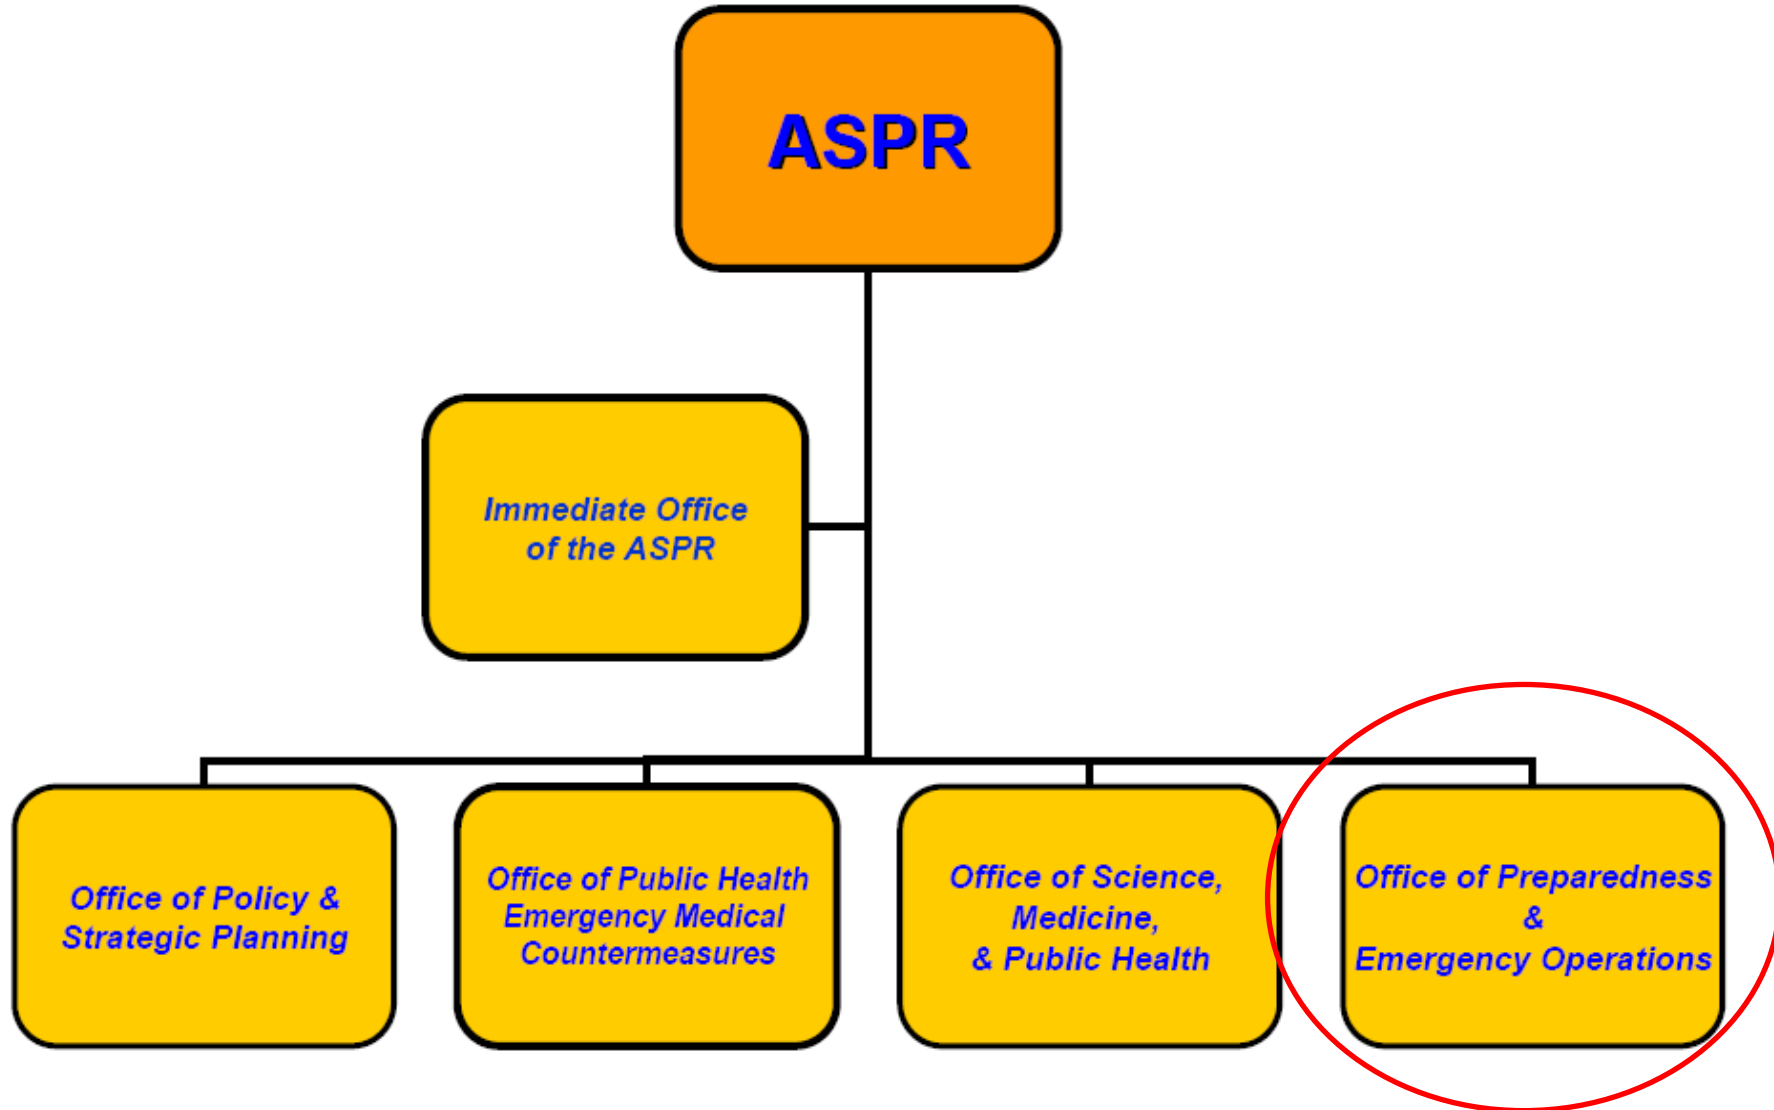 ASPR
Immediate Office
of the ASPR
Office of Policy &
Strategic Planning
Office of Public Health
Emergency Medical
Countermeasures
Office of Science,
Medicine,
& Public Health
Office of Preparedness
&
Emergency Operations